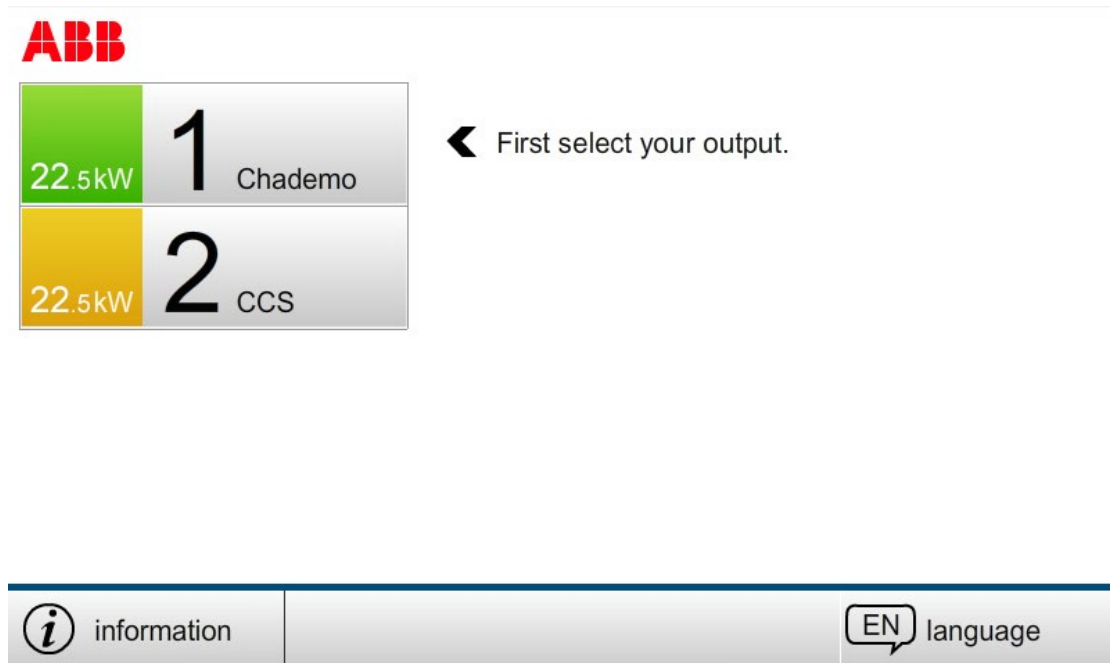 ABB
22.5kW 1 Chademo
First select your output.
22.5kW 2 CCS
i information
EN language